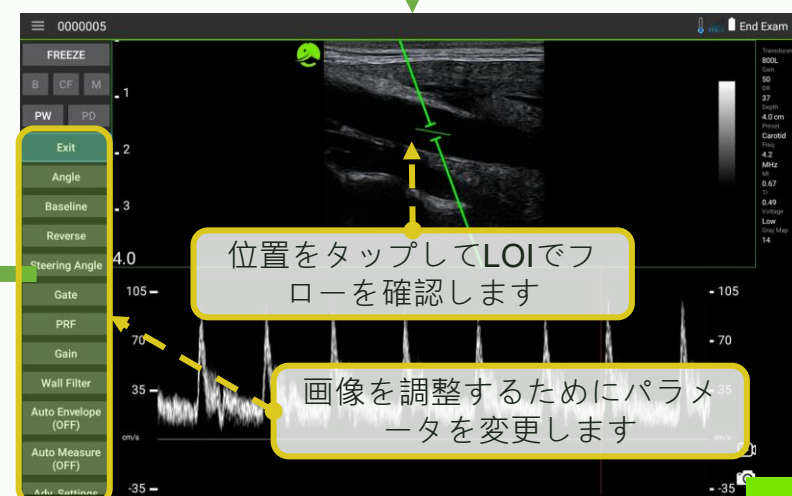 0000005
End Exam
FREEZE
B CF M
PW PD
Exit
Angle
Baseline
Reverse
Steering Angle
Gate
PRF
Gain
Wall Filter
Auto Envelope
(OFF)
Auto Measure
(OFF)
Adv. Settings
1
2
3
4.0
Transducer
800L
Gain
50
DR
37
Depth
4.0 cm
Preset
Carotid
Freq
4.2
MHz
MI
0.67
TI
0.49
Voltage
Low
Gray Map
14
位置をタップしてLOIでフ
ローを確認します
105
70
35
cm/s
-35
105
70
35
-35
画像を調整するためにパラメ
ータを変更します